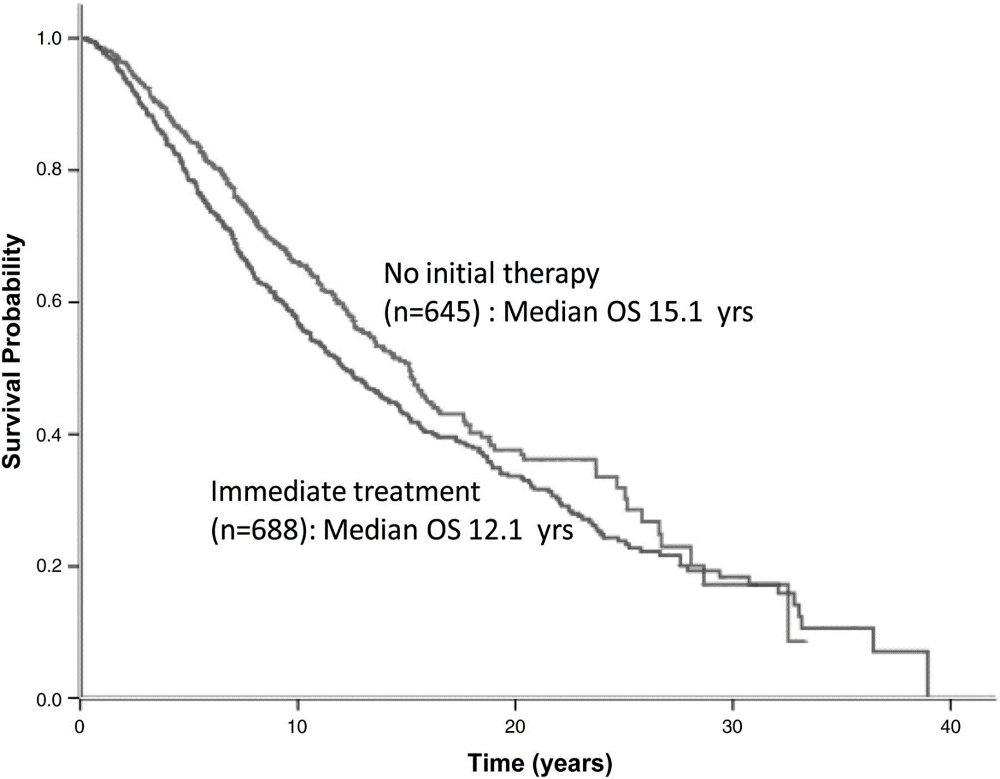 1.0
0.8
0.6
0.4
0.2
0.0
Survival Probability
No initial therapy
(n=645) : Median OS 15.1 yrs
Immediate treatment
(n=688): Median OS 12.1 yrs
0 10 20 30 40
Time (years)